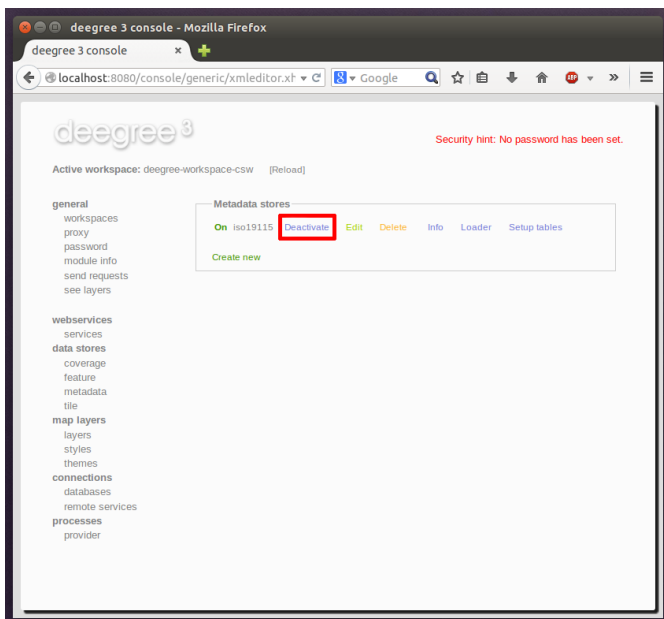 deegree 3 console - Mozilla Firefox
deegree 3 console
localhost:8080/console/generic/xmleditor.xh Google
deegree 3
Security hint: No password has been set.
Active workspace: deegree-workspace-csw [Reload]
general
workspaces
proxy
password
module info
send requests
see layers
webservices
services
data stores
coverage
feature
metadata
tile
map layers
layers
styles
themes
connections
databases
remote services
processes
provider
Metadata stores
On iso19115 Deactivate Edit Delete Info Loader Setup tables
Create new